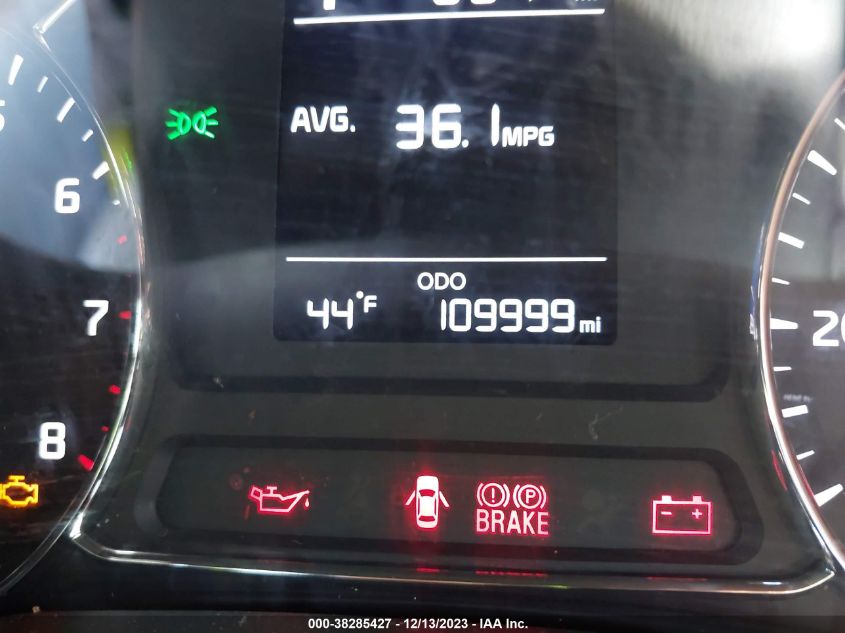 AVG. 36.1 MPG
6
ODO
44°F 109999 mi
7
20
8
(!) (P)
BRAKE
- +
000-38285427 - 12/13/2023 - IAA Inc.